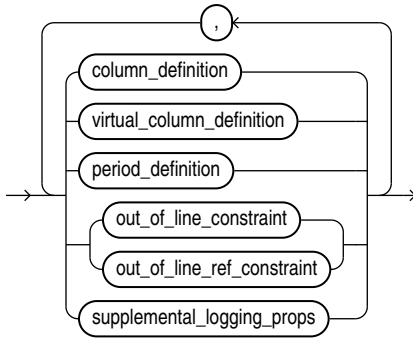 ,
column_definition
virtual_column_definition
period_definition
out_of_line_constraint
out_of_line_ref_constraint
supplemental_logging_props